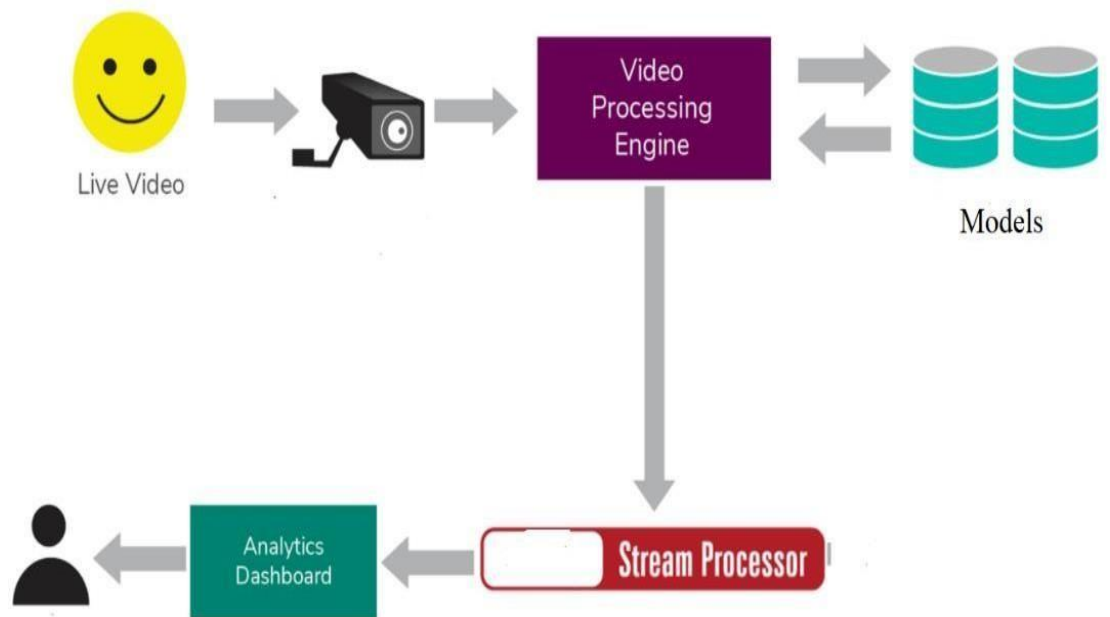 Live Video
Video
Processing
Engine
Models
Stream Processor
Analytics
Dashboard